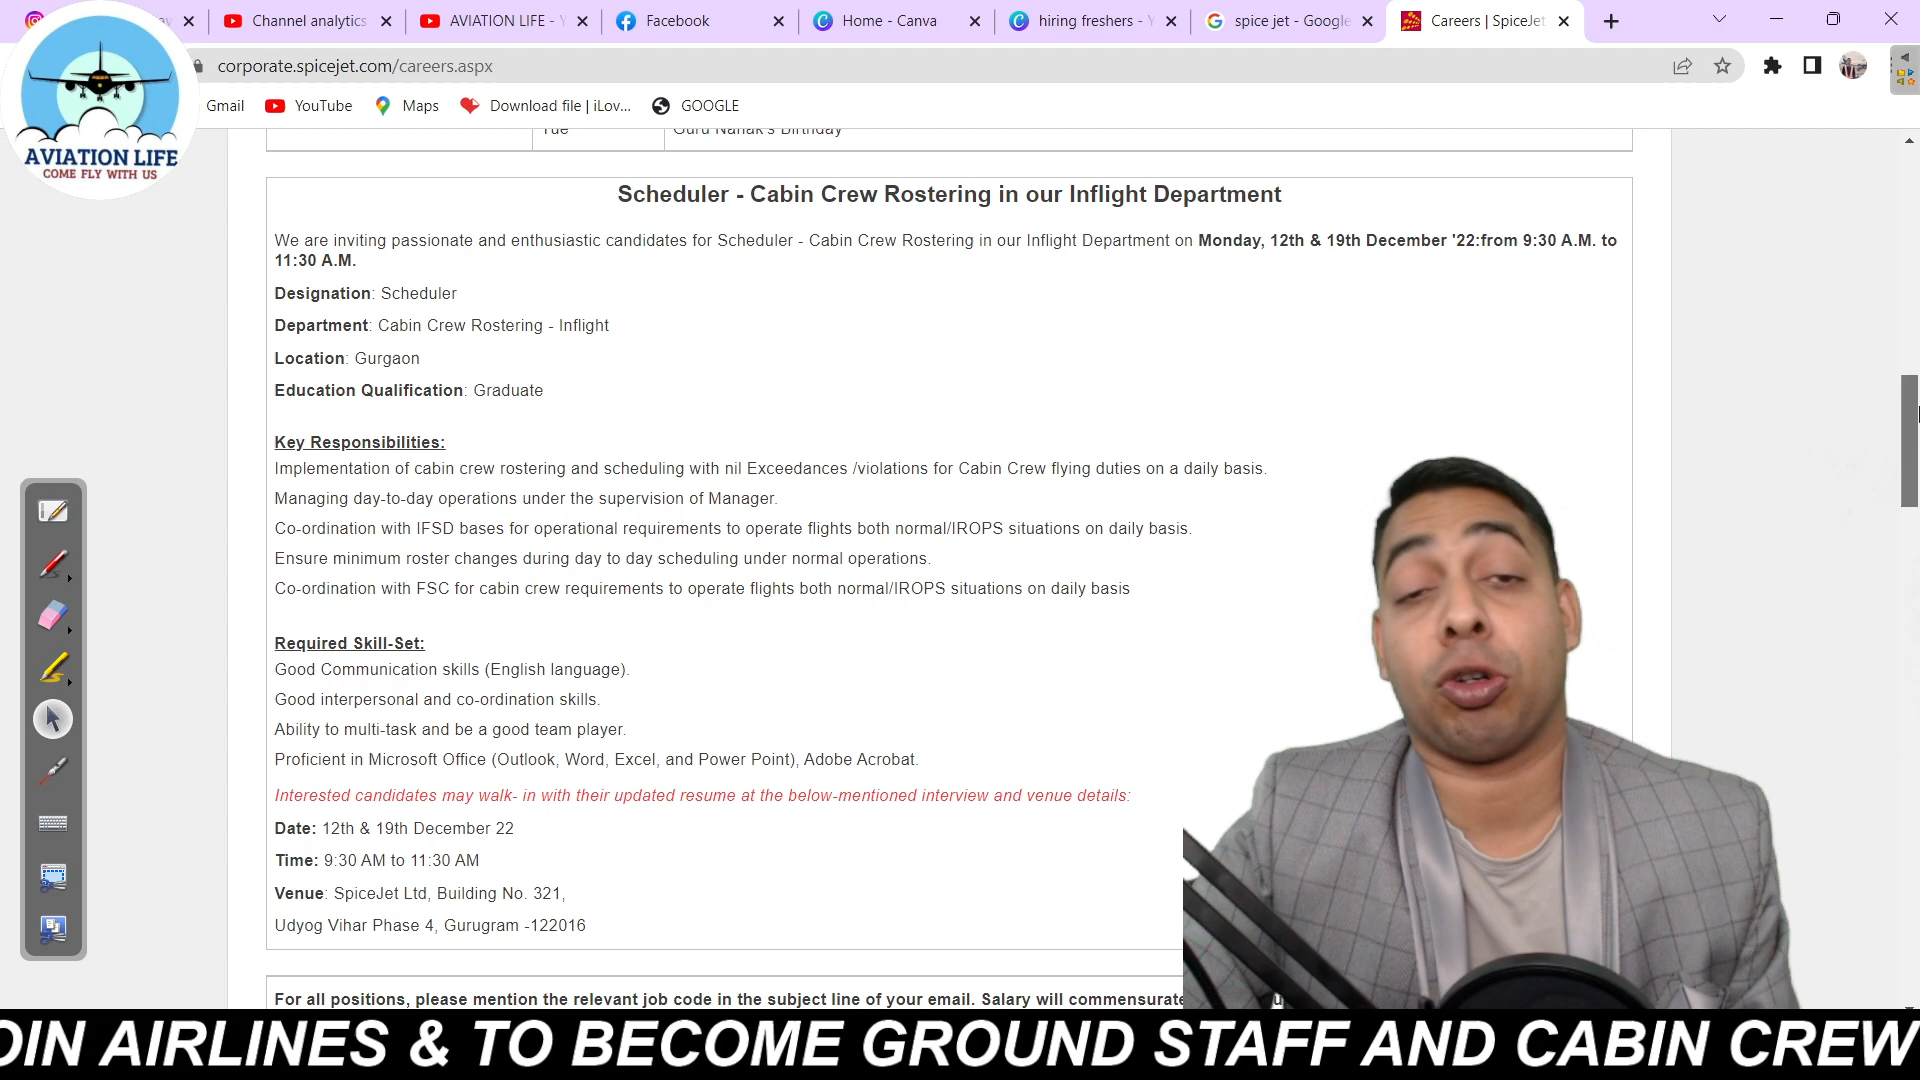 Channel analytics
AVIATION LIFE - Y
Facebook
Home - Canva
hiring freshers - Y
spice jet - Google
Careers | SpiceJet
corporate.spicejet.com/careers.aspx
Gmail
YouTube
Maps
Download file | iLov...
GOOGLE
AVIATION LIFE
COME FLY WITH US
Tue
Guru Nanak's Birthday
Scheduler - Cabin Crew Rostering in our Inflight Department
We are inviting passionate and enthusiastic candidates for Scheduler - Cabin Crew Rostering in our Inflight Department on Monday, 12th & 19th December '22:from 9:30 A.M. to
11:30 A.M.
Designation: Scheduler
Department: Cabin Crew Rostering - Inflight
Location: Gurgaon
Education Qualification: Graduate
Key Responsibilities:
Implementation of cabin crew rostering and scheduling with nil Exceedances /violations for Cabin Crew flying duties on a daily basis.
Managing day-to-day operations under the supervision of Manager.
Co-ordination with IFSD bases for operational requirements to operate flights both normal/IROPS situations on daily basis.
Ensure minimum roster changes during day to day scheduling under normal operations.
Co-ordination with FSC for cabin crew requirements to operate flights both normal/IROPS situations on daily basis
Required Skill-Set:
Good Communication skills (English language).
Good interpersonal and co-ordination skills.
Ability to multi-task and be a good team player.
Proficient in Microsoft Office (Outlook, Word, Excel, and Power Point), Adobe Acrobat.
Interested candidates may walk- in with their updated resume at the below-mentioned interview and venue details:
Date: 12th & 19th December 22
Time: 9:30 AM to 11:30 AM
Venue: SpiceJet Ltd, Building No. 321,
Udyog Vihar Phase 4, Gurugram -122016
For all positions, please mention the relevant job code in the subject line of your email. Salary will commensurate
OIN AIRLINES & TO BECOME GROUND STAFF AND CABIN CREW